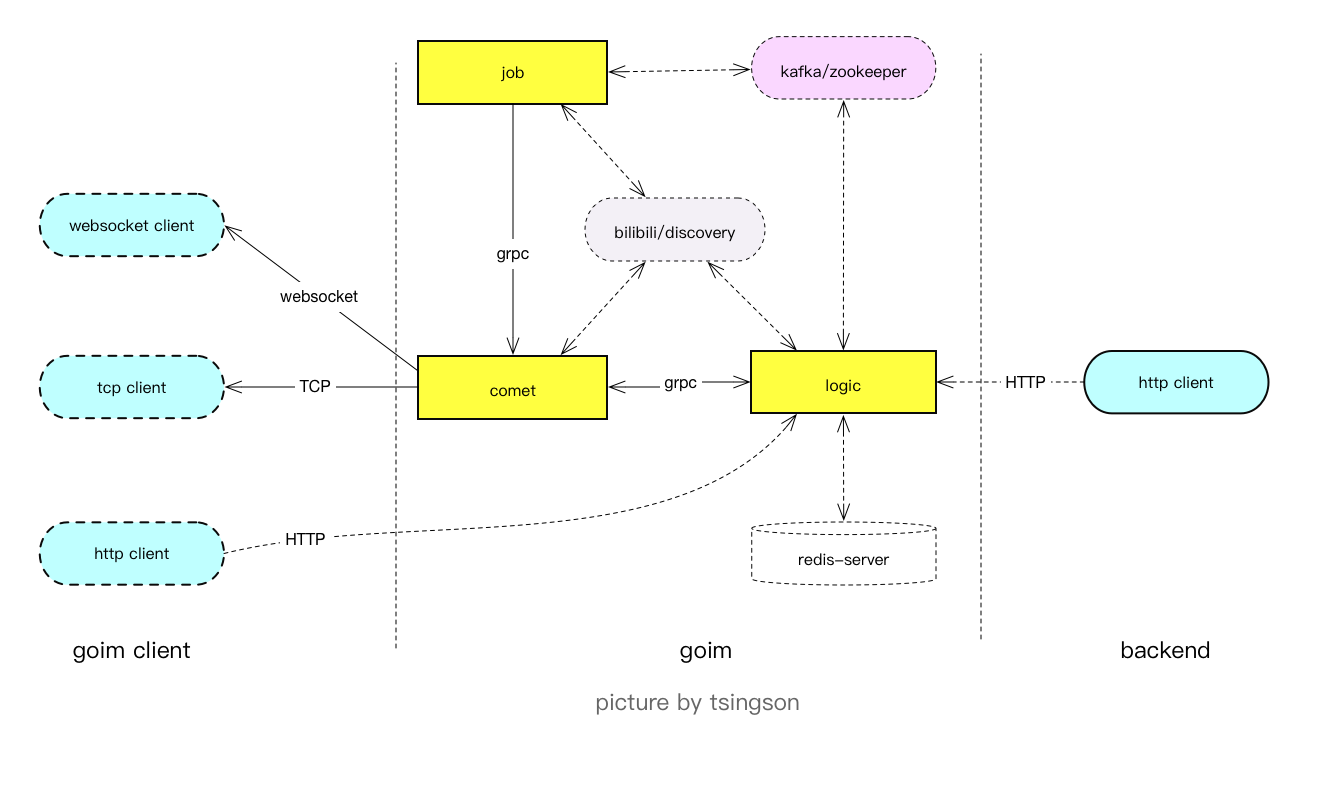 job
kafka/zookeeper
websocket client
bilibili/discovery
grpc
websocket
tcp client
TCP
comet
grpc
logic
HTTP
http client
http client
HTTP
redis-server
goim client
goim
backend
picture by tsingson